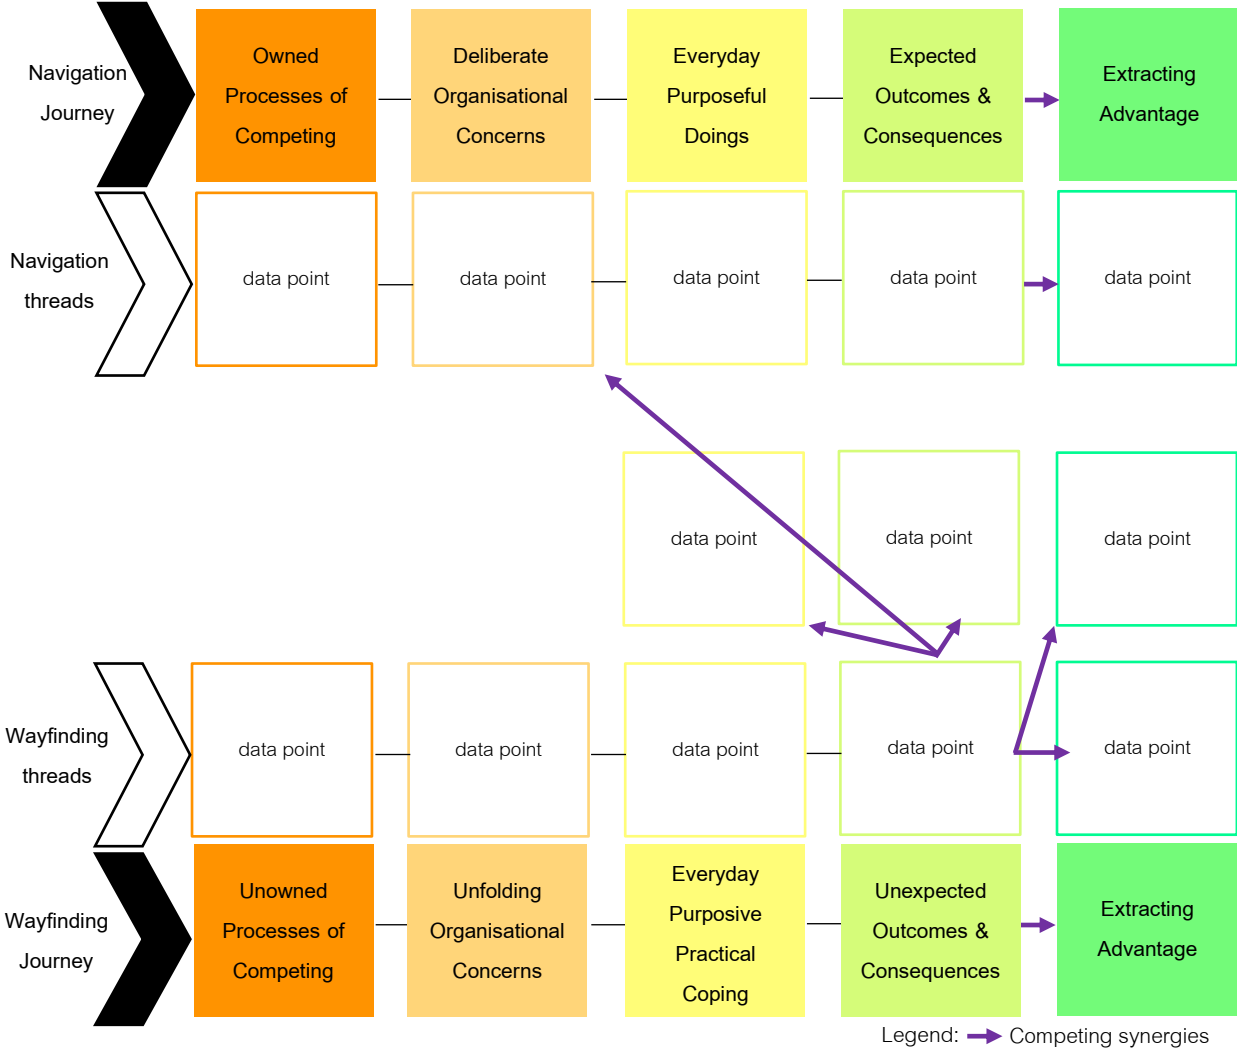 Navigation
Journey
Owned
Processes of
Competing
Deliberate
Organisational
Concerns
Everyday
Purposeful
Doings
Expected
Outcomes &
Consequences
Extracting
Advantage
Navigation
threads
data point
data point
data point
data point
data point
data point
data point
data point
Wayfinding
threads
data point
data point
data point
data point
data point
Wayfinding
Journey
Unowned
Processes of
Competing
Unfolding
Organisational
Concerns
Everyday
Purposive
Practical
Coping
Unexpected
Outcomes &
Consequences
Extracting
Advantage
Legend: Competing synergies